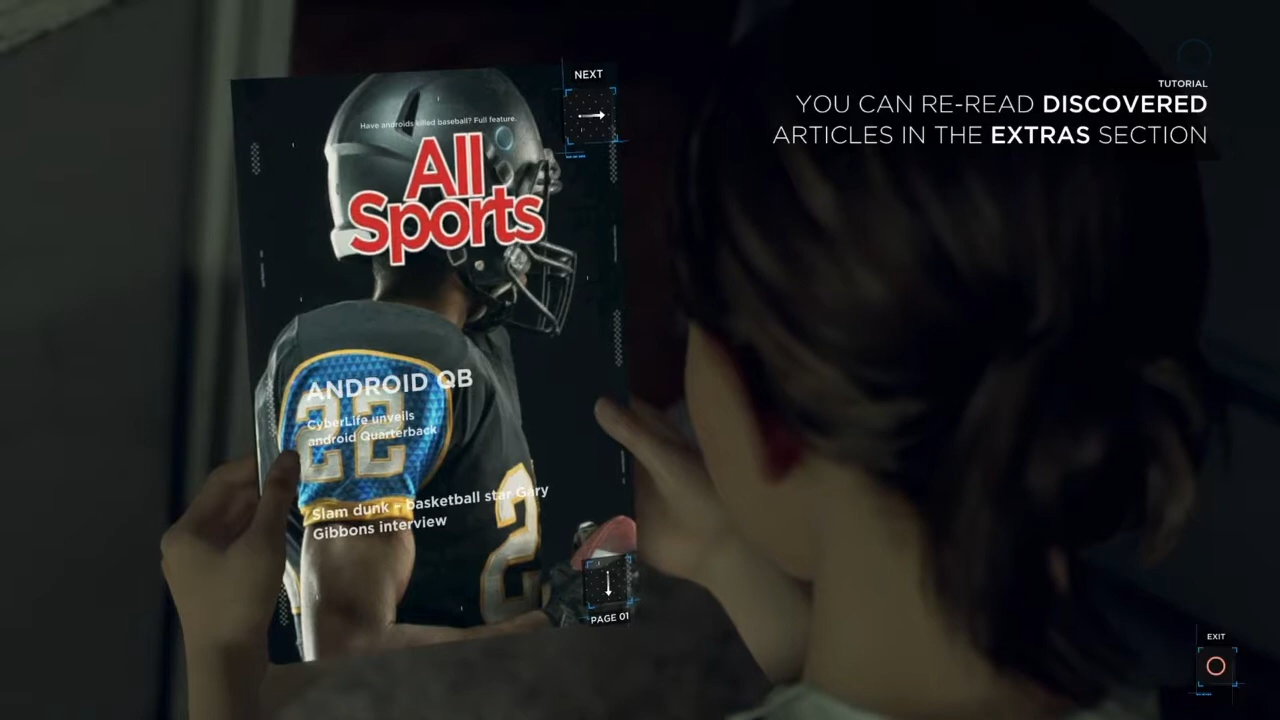 NEXT
TUTORIAL
YOU CAN RE-READ DISCOVERED
ARTICLES IN THE EXTRAS SECTION
Have androids killed baseball? Full feature.
All
Sports
ANDROID QB
22
CyberLife unveils
android Quarterback
2
Slam dunk - basketball star Gary
Gibbons interview
PAGE 01
EXIT